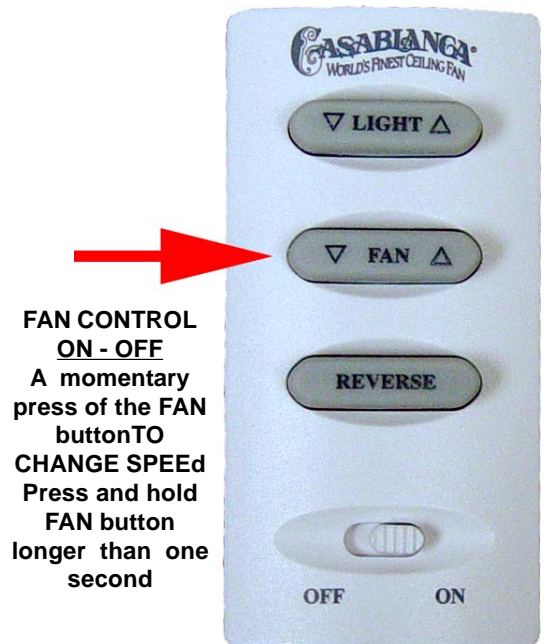 CASABLANCA®
WORLD'S FINEST CEILING FAN
▽ LIGHT △
▽ FAN △
REVERSE
OFF ON
FAN CONTROL
ON - OFF
A momentary
press of the FAN
buttonTO
CHANGE SPEEd
Press and hold
FAN button
longer than one
second